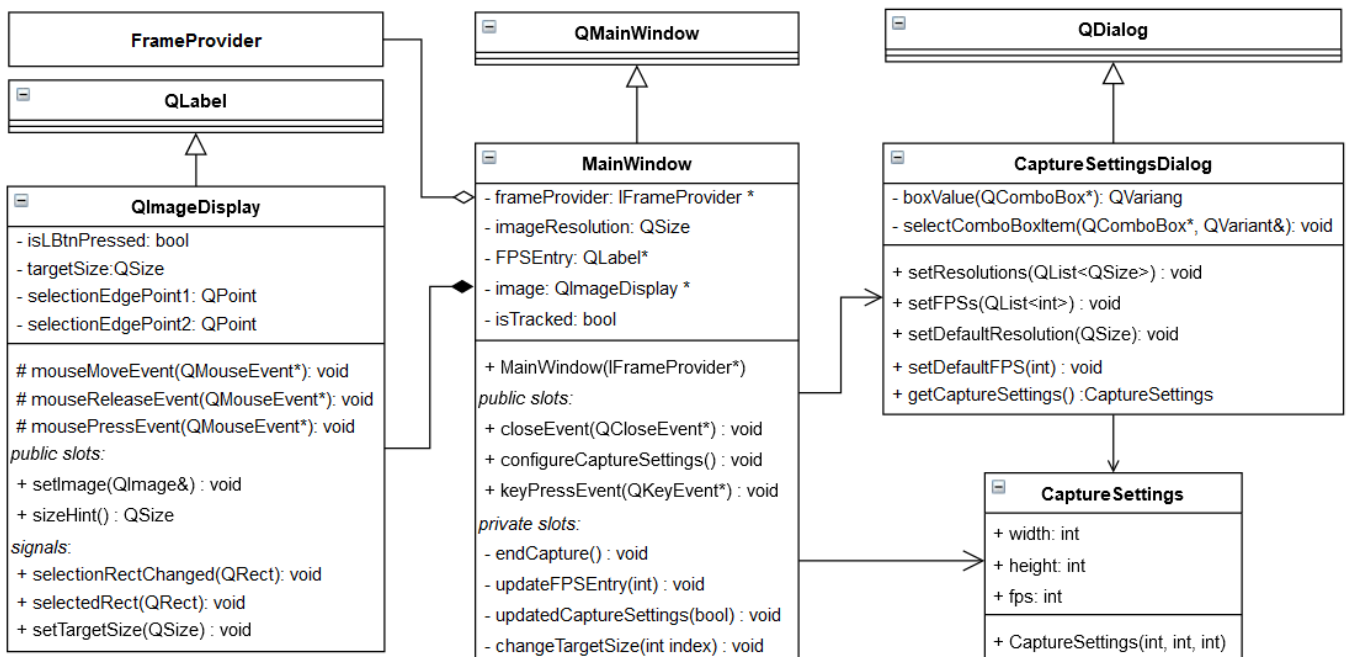 FrameProvider
QLabel
QImageDisplay
- isLBtnPressed: bool
- targetSize:QSize
- selectionEdgePoint1: QPoint
- selectionEdgePoint2: QPoint
# mouseMoveEvent(QMouseEvent*): void
# mouseReleaseEvent(QMouseEvent*): void
# mousePressEvent(QMouseEvent*): void
public slots:
+ setImage(QImage&) : void
+ sizeHint() : QSize
signals:
+ selectionRectChanged(QRect): void
+ selectedRect(QRect): void
+ setTargetSize(QSize) : void
QMainWindow
MainWindow
- frameProvider: IFrameProvider *
- imageResolution: QSize
- FPSEntry: QLabel*
- image: QImageDisplay *
- isTracked: bool
+ MainWindow(IFrameProvider*)
public slots:
+ closeEvent(QCloseEvent*) : void
+ configureCaptureSettings() : void
+ keyPressEvent(QKeyEvent*) : void
private slots:
- endCapture() : void
- updateFPSEntry(int) : void
- updatedCaptureSettings(bool) : void
- changeTargetSize(int index) : void
QDialog
CaptureSettingsDialog
- boxValue(QComboBox*): QVariang
- selectComboBoxItem(QComboBox*, QVariant&): void
+ setResolutions(QList<QSize>) : void
+ setFPSs(QList<int>) : void
+ setDefaultResolution(QSize): void
+ setDefaultFPS(int) : void
+ getCaptureSettings() :CaptureSettings
CaptureSettings
+ width: int
+ height: int
+ fps: int
+ CaptureSettings(int, int, int)